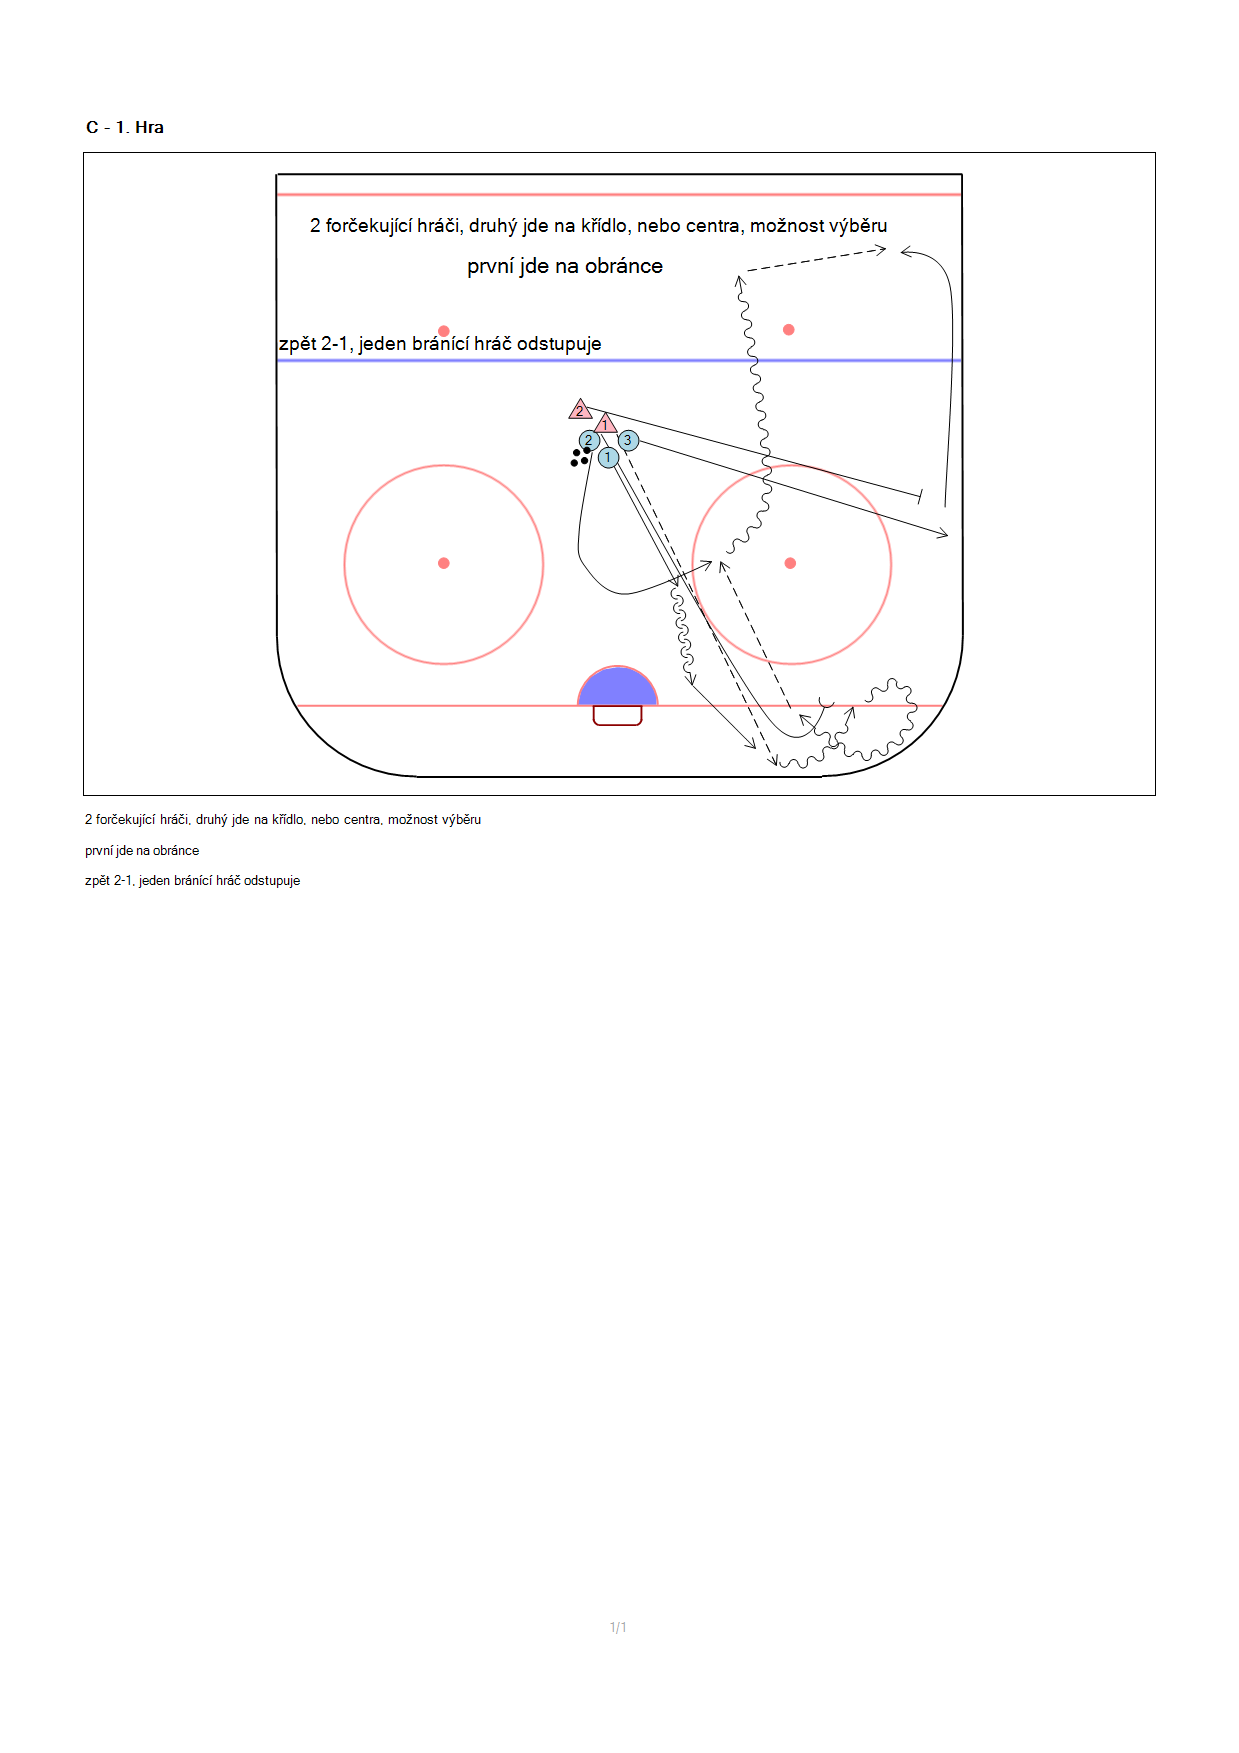 C - 1. Hra
2 forčekující hráči, druhý jde na křídlo, nebo centra, možnost výběru
první jde na obránce
zpět 2-1, jeden bránící hráč odstupuje
2
1
2
3
1
2 forčekující hráči, druhý jde na křídlo, nebo centra, možnost výběru
první jde na obránce
zpět 2-1, jeden bránící hráč odstupuje
1/1